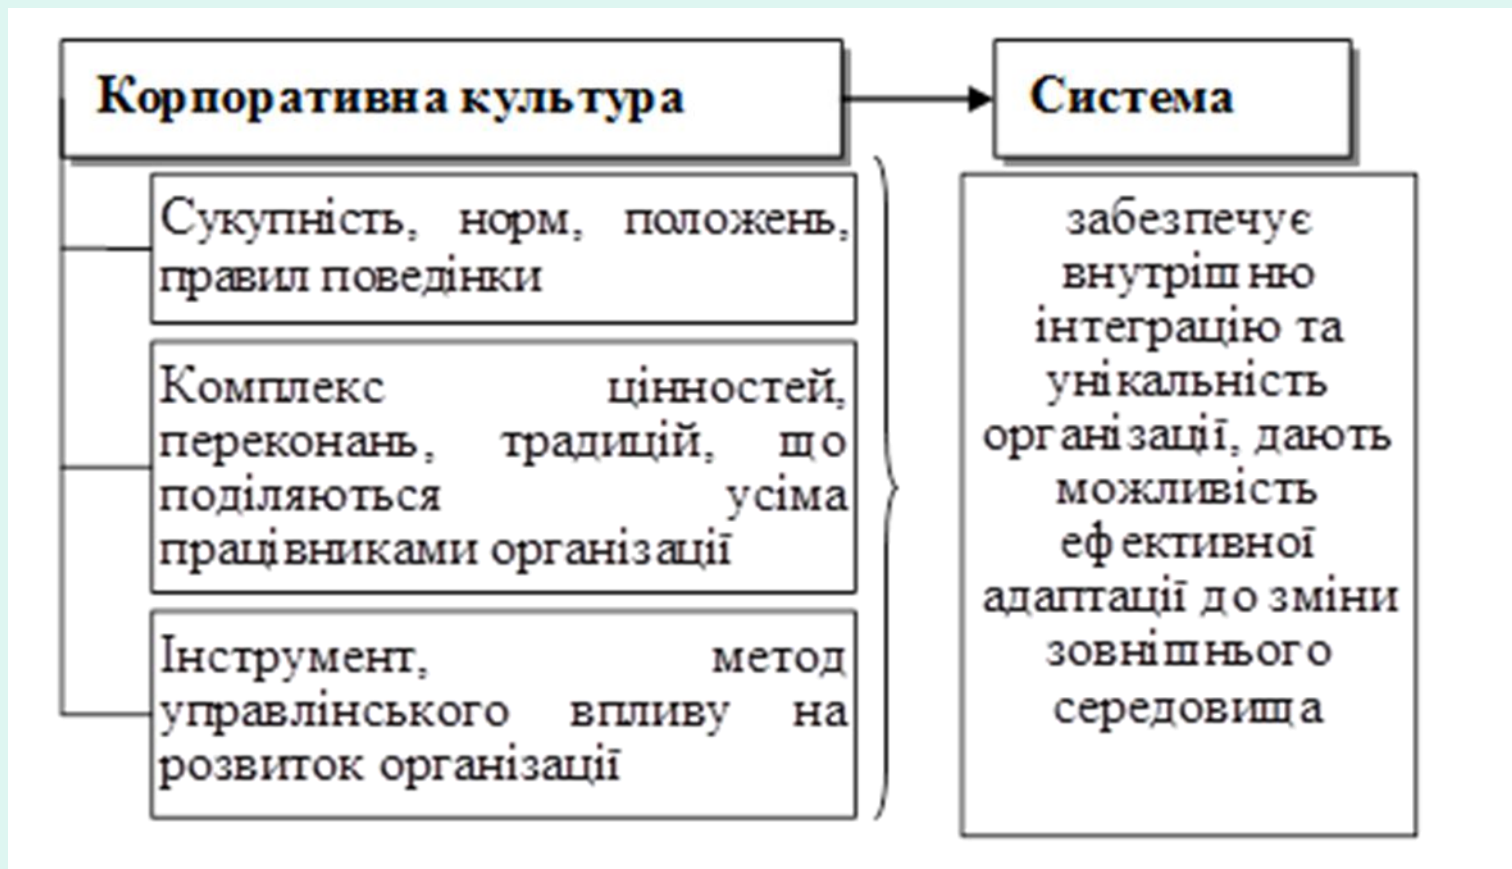 Корпоративна культура
Система
Сукупність, норм, положень,
правил поведінки
Комплекс цінностей,
переконань, традицій, що
поділяються усіма
працівниками організації
Інструмент, метод
управлінського впливу на
розвиток організації
забезпечує
внутрішню
інтеграцію та
унікальність
організації, дають
можливість
ефективної
адаптації до зміни
зовнішнього
середовища